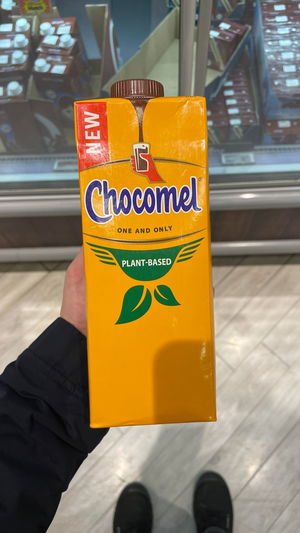 NEW
Chocomel
ONE AND ONLY
PLANT-BASED